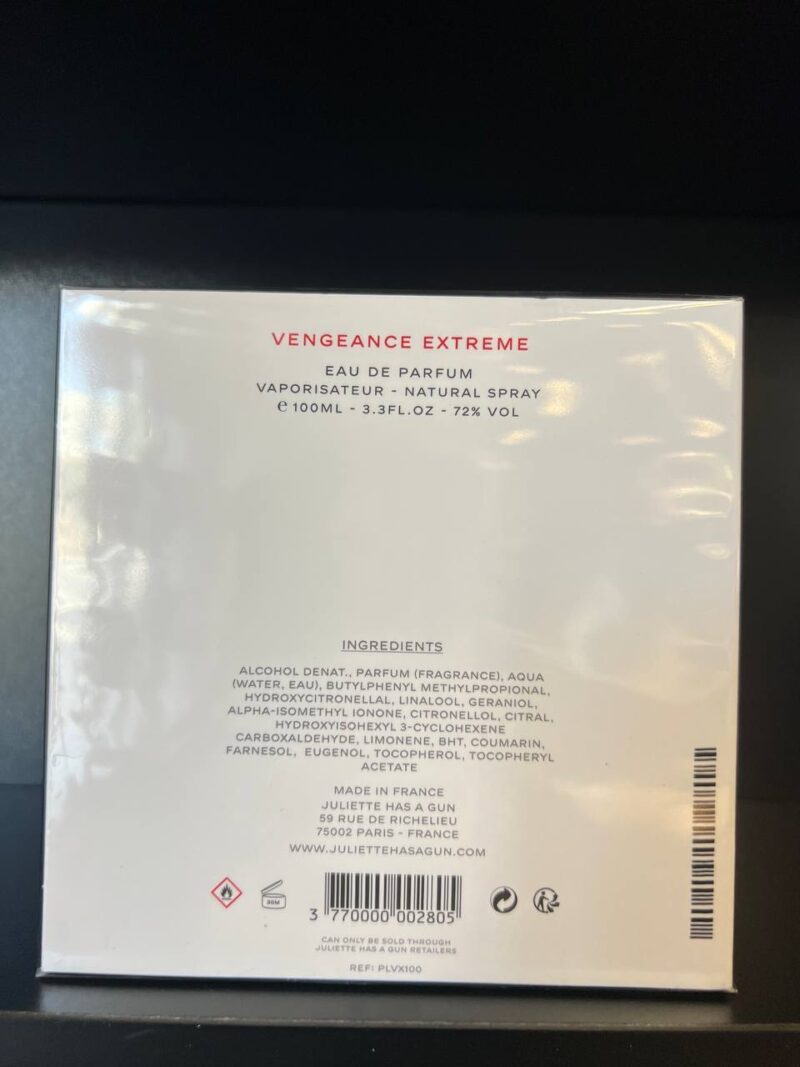 VENGEANCE EXTREME
EAU DE PARFUM
VAPORISATEUR - NATURAL SPRAY
℮ 100ML - 3.3FL.OZ - 72% VOL
INGREDIENTS
ALCOHOL DENAT., PARFUM (FRAGRANCE), AQUA
(WATER, EAU), BUTYLPHENYL METHYLPROPIONAL,
HYDROXYCITRONELLAL, LINALOOL, GERANIOL,
ALPHA-ISOMETHYL IONONE, CITRONELLOL, CITRAL,
HYDROXYISOHEXYL 3-CYCLOHEXENE
CARBOXALDEHYDE, LIMONENE, BHT, COUMARIN,
FARNESOL, EUGENOL, TOCOPHEROL, TOCOPHERYL
ACETATE
MADE IN FRANCE
JULIETTE HAS A GUN
59 RUE DE RICHELIEU
75002 PARIS - FRANCE
WWW.JULIETTEHASAGUN.COM
3 770000 002805
CAN ONLY BE SOLD THROUGH
JULIETTE HAS A GUN RETAILERS
REF: PLVX100